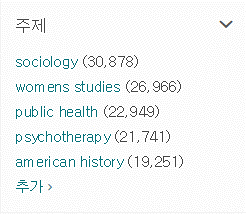 주제
sociology (30,878)
womens studies (26,966)
public health (22,949)
psychotherapy (21,741)
american history (19,251)
추가 ›